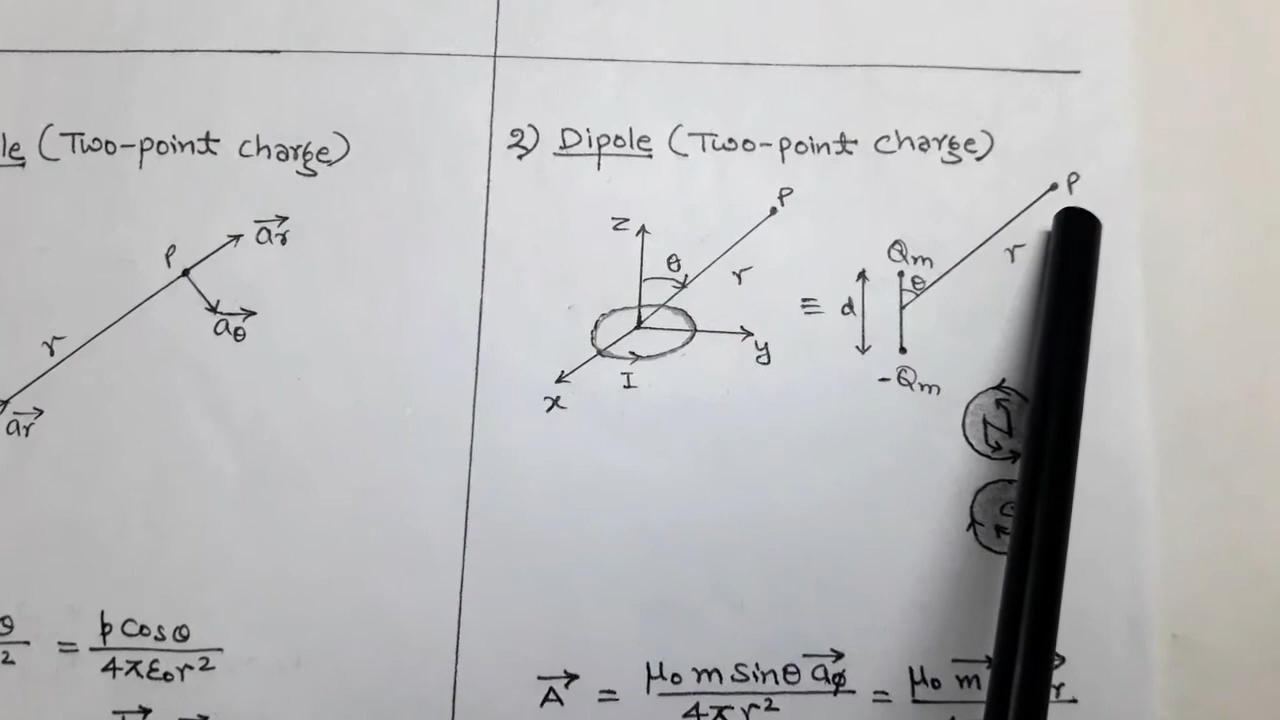 le (Two-point charge)
P
ar
aθ
r
ar
θ
2
= p cosθ
4πε₀r²
2) Dipole (Two-point charge)
Z
P
θ
r
y
x
I
≡
d
Qm
θ
-Qm
r
P
N
A = μ₀ m sinθ aφ = μ₀ m r
4πr²